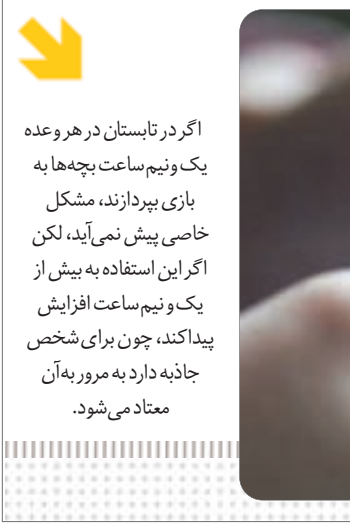 اگر در تابستان در هر وعده
یک ونیم ساعت بچه‌ها به
بازی بپردازند، مشکل
خاصی پیش نمی‌آید، لکن
اگر این استفاده به بیش از
یک و نیم ساعت افزایش
پیدا کند، چون برای شخص
جاذبه دارد به مرور به آن
معتاد می‌شود.